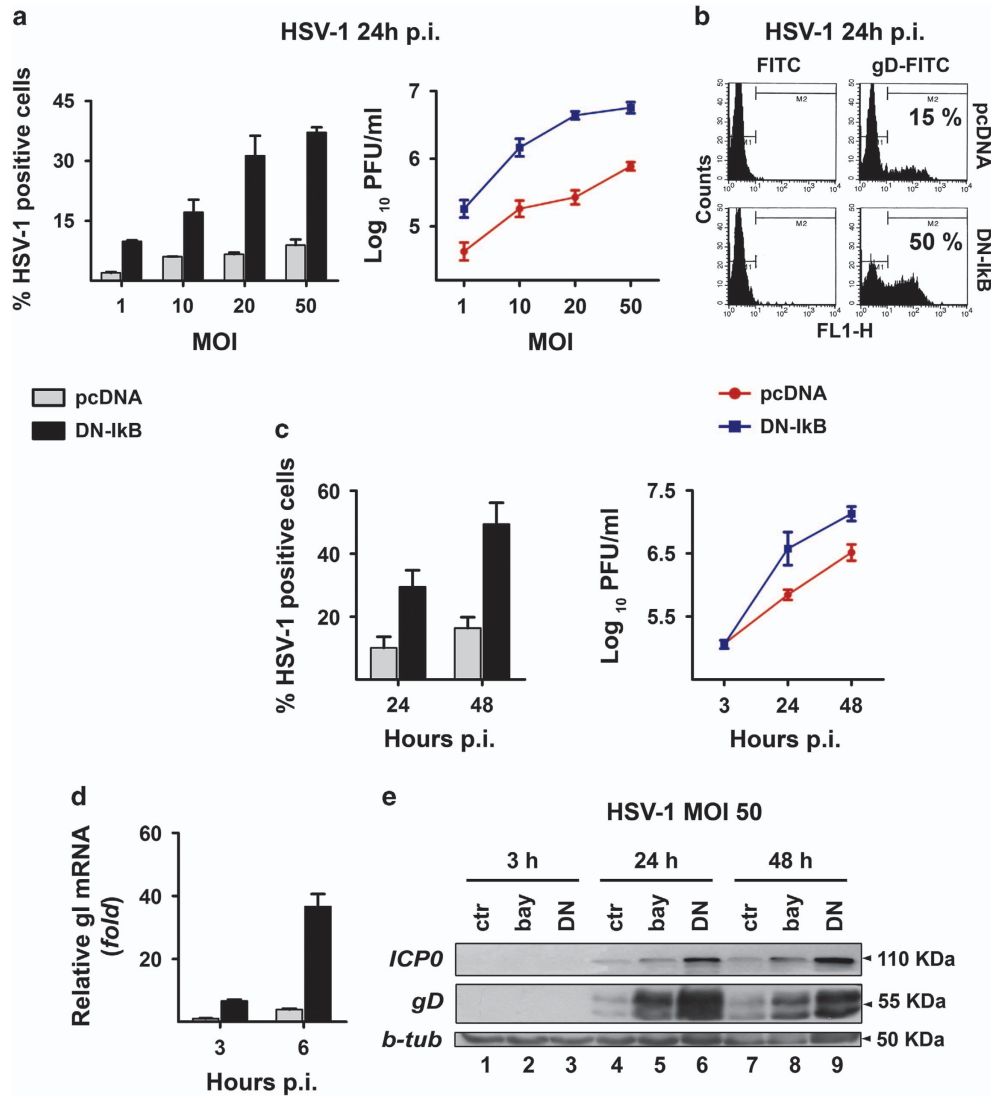 a
HSV-1 24h p.i.
% HSV-1 positive cells
45
30
15
1 10 20 50
MOI
Log 10 PFU/ml
7
6
5
1 10 20 50
MOI
b
HSV-1 24h p.i.
FITC gD-FITC
Counts
M2
M1
M2
M1
15 %
pcDNA
M2
M1
M2
M1
50 %
DN-IkB
FL1-H
pcDNA
DN-IkB
pcDNA
DN-IkB
c
% HSV-1 positive cells
60
40
20
24 48
Hours p.i.
Log 10 PFU/ml
7.5
6.5
5.5
3 24 48
Hours p.i.
d
Relative gI mRNA
(fold)
60
40
20
3 6
Hours p.i.
e
HSV-1 MOI 50
3 h 24 h 48 h
ctr bay DN ctr bay DN ctr bay DN
ICP0 110 KDa
gD 55 KDa
b-tub 50 KDa
1 2 3 4 5 6 7 8 9